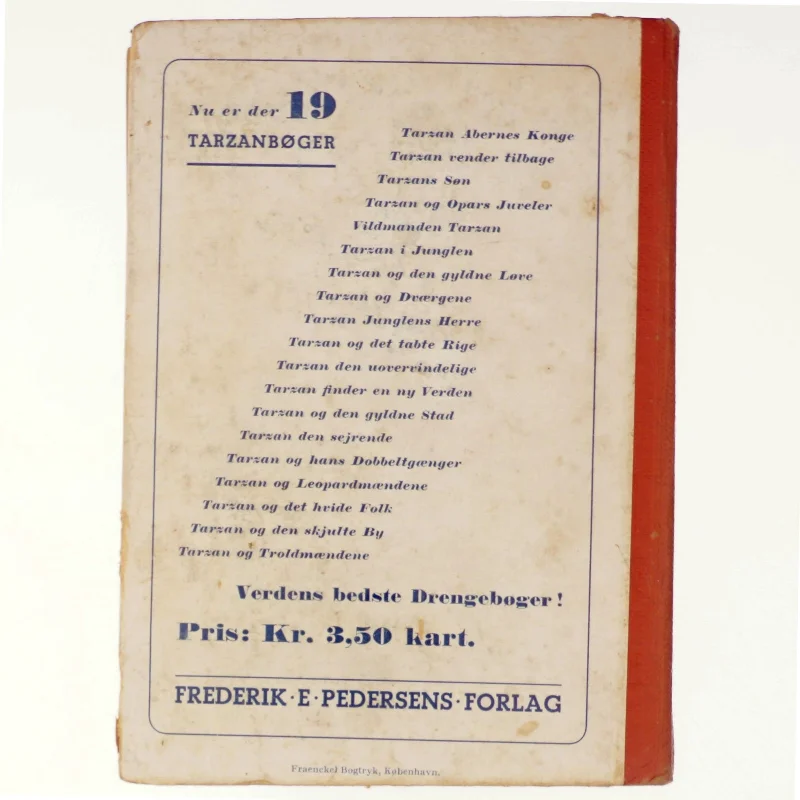 Nu er der 19
TARZANBØGER
Tarzan Abernes Konge
Tarzan vender tilbage
Tarzans Søn
Tarzan og Opars Juveler
Vildmanden Tarzan
Tarzan i Junglen
Tarzan og den gyldne Løve
Tarzan og Dværgene
Tarzan Junglens Herre
Tarzan og det tabte Rige
Tarzan den uovervindelige
Tarzan finder en ny Verden
Tarzan og den gyldne Stad
Tarzan den sejrende
Tarzan og hans Dobbeltgænger
Tarzan og Leopardmændene
Tarzan og det hvide Folk
Tarzan og den skjulte By
Tarzan og Troldmændene
Verdens bedste Drengebøger!
Pris: Kr. 3,50 kart.
FREDERIK · E · PEDERSENS · FORLAG
Fraenckel Bogtryk, København.